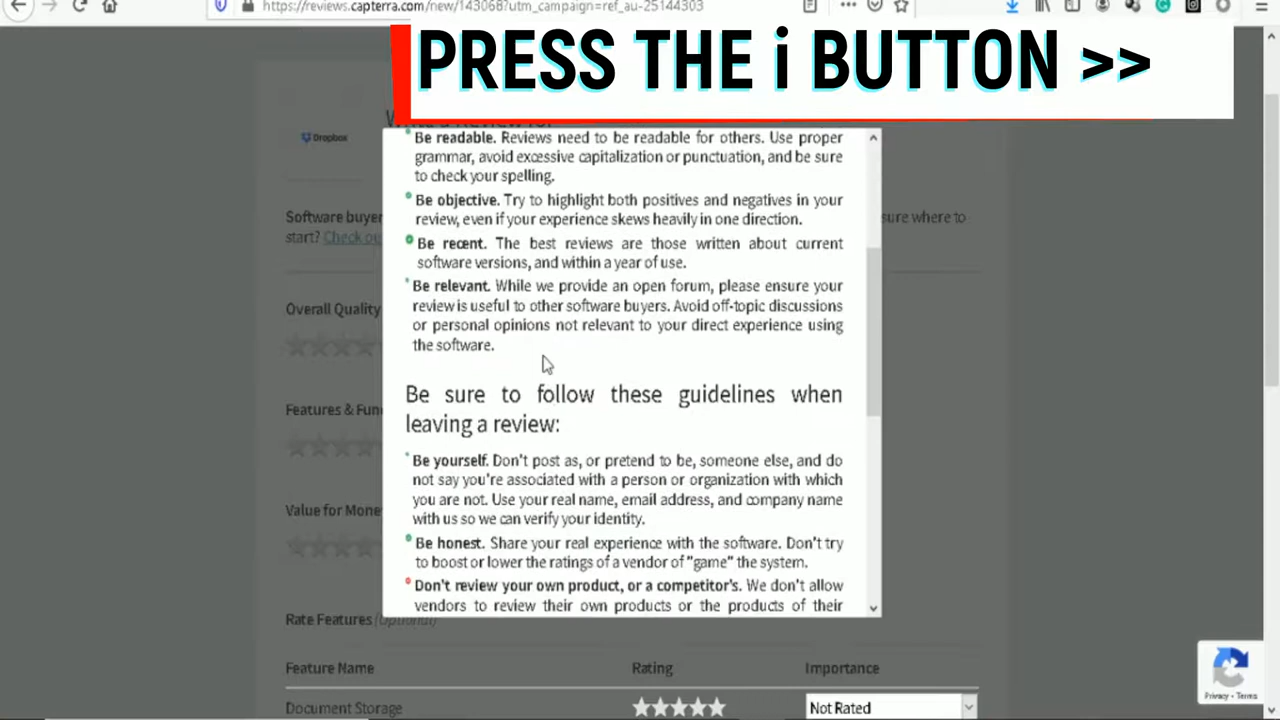 https://reviews.capterra.com/new/143068?utm_campaign=ref_au-25144303
PRESS THE i BUTTON >>
Dropbox
Be readable. Reviews need to be readable for others. Use proper
grammar, avoid excessive capitalization or punctuation, and be sure
to check your spelling.
Be objective. Try to highlight both positives and negatives in your
review, even if your experience skews heavily in one direction.
Software buyer
sure where to
start? Check ou
Be recent. The best reviews are those written about current
software versions, and within a year of use.
Be relevant. While we provide an open forum, please ensure your
review is useful to other software buyers. Avoid off-topic discussions
or personal opinions not relevant to your direct experience using
the software.
Overall Quality
Be sure to follow these guidelines when
leaving a review:
Features & Fun
Be yourself. Don't post as, or pretend to be, someone else, and do
not say you're associated with a person or organization with which
you are not. Use your real name, email address, and company name
with us so we can verify your identity.
Value for Mone
Be honest. Share your real experience with the software. Don't try
to boost or lower the ratings of a vendor of "game" the system.
Don't review your own product, or a competitor's. We don't allow
vendors to review their own products or the products of their
Rate Features (Optional)
Feature Name Rating Importance
Document Storage Not Rated
Privacy - Terms